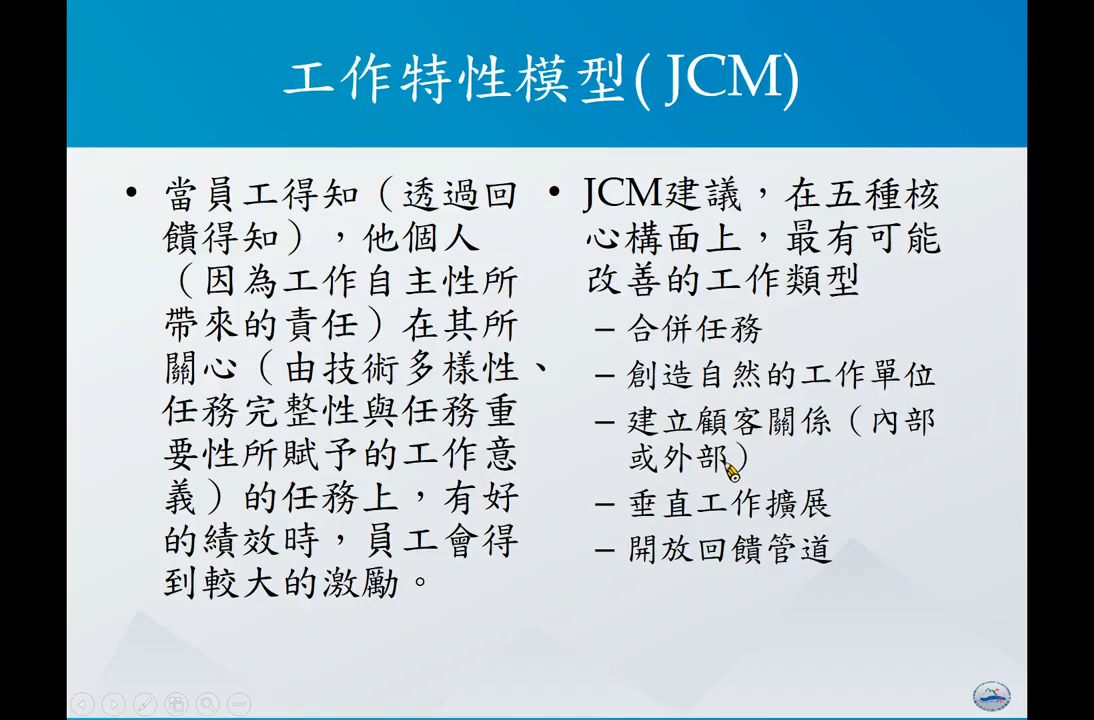 工作特性模型( JCM)
• 當員工得知（透過回
饋得知），他個人
（因為工作自主性所
帶來的責任）在其所
關心（由技術多樣性、
任務完整性與任務重
要性所賦予的工作意
義）的任務上，有好
的績效時，員工會得
到較大的激勵。
• JCM建議，在五種核
心構面上，最有可能
改善的工作類型
– 合併任務
– 創造自然的工作單位
– 建立顧客關係（內部
或外部）
– 垂直工作擴展
– 開放回饋管道